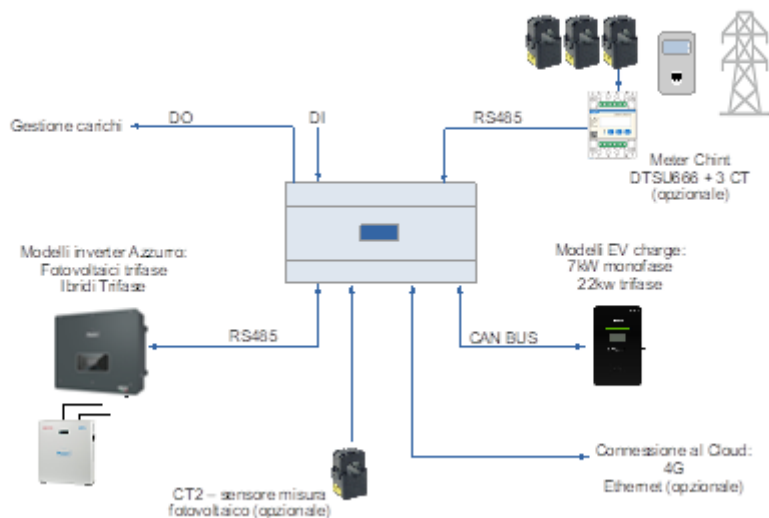 DO
DI
RS485
Gestione carichi
Meter Chint
DTSU666 + 3 CT
(opzionale)
Modelli inverter Azzurro:
Fotovoltaici trifase
Ibridi Trifase
Modelli EV charge:
7kW monofase
22kw trifase
RS485
CAN BUS
Connessione al Cloud:
4G
Ethernet (opzionale)
CT2 – sensore misura
fotovoltaico (opzionale)